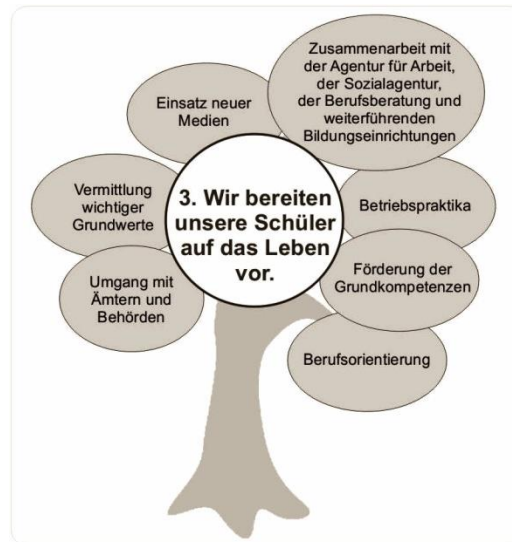 Zusammenarbeit mit
der Agentur für Arbeit,
der Sozialagentur,
der Berufsberatung und
weiterführenden
Bildungseinrichtungen
Einsatz neuer
Medien
Vermittlung
wichtiger
Grundwerte
3. Wir bereiten
unsere Schüler
auf das Leben
vor.
Betriebspraktika
Umgang mit
Ämtern und
Behörden
Förderung der
Grundkompetenzen
Berufsorientierung